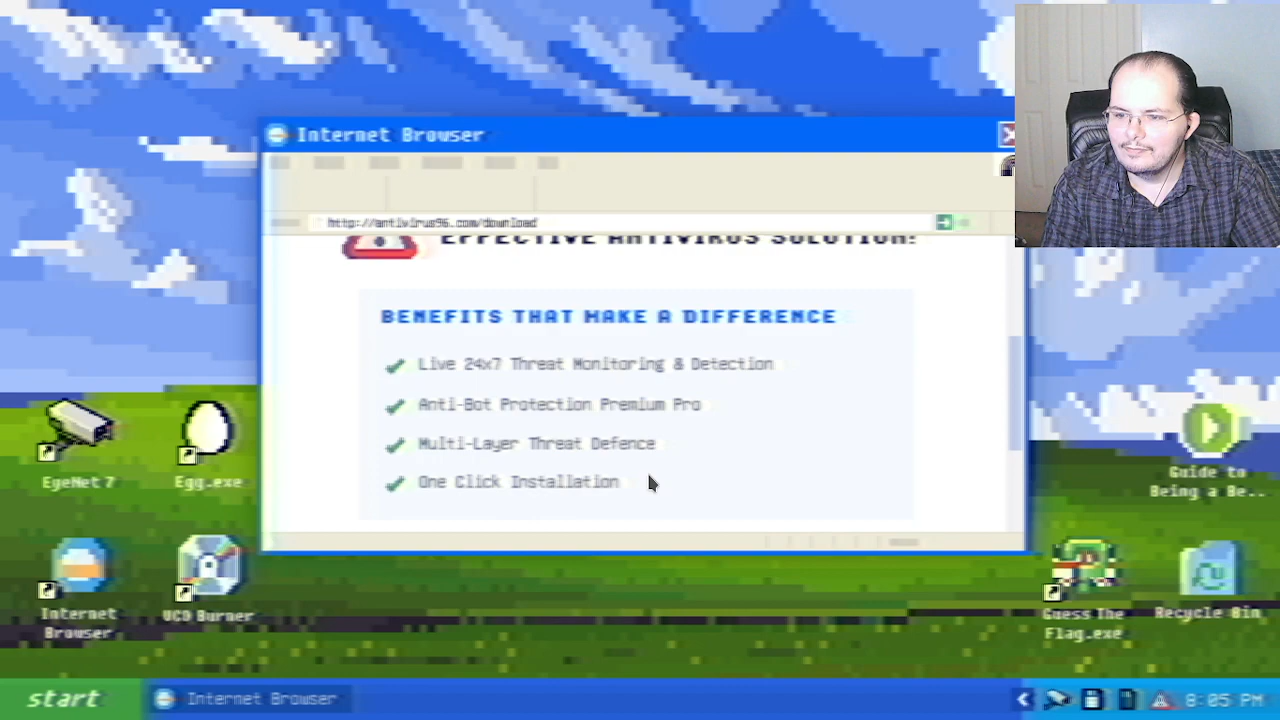 Internet Browser
http://antivirus96.com/download
EFFECTIVE ANTIVIRUS SOLUTION!
BENEFITS THAT MAKE A DIFFERENCE
Live 24x7 Threat Monitoring & Detection
Anti-Bot Protection Premium Pro
Multi-Layer Threat Defence
One Click Installation
EyeNet 7
Egg.exe
Guide to
Being a Be..
Internet
Browser
VCD Burner
Guess The
Flag.exe
Recycle Bin
start
Internet Browser
8:05 PM